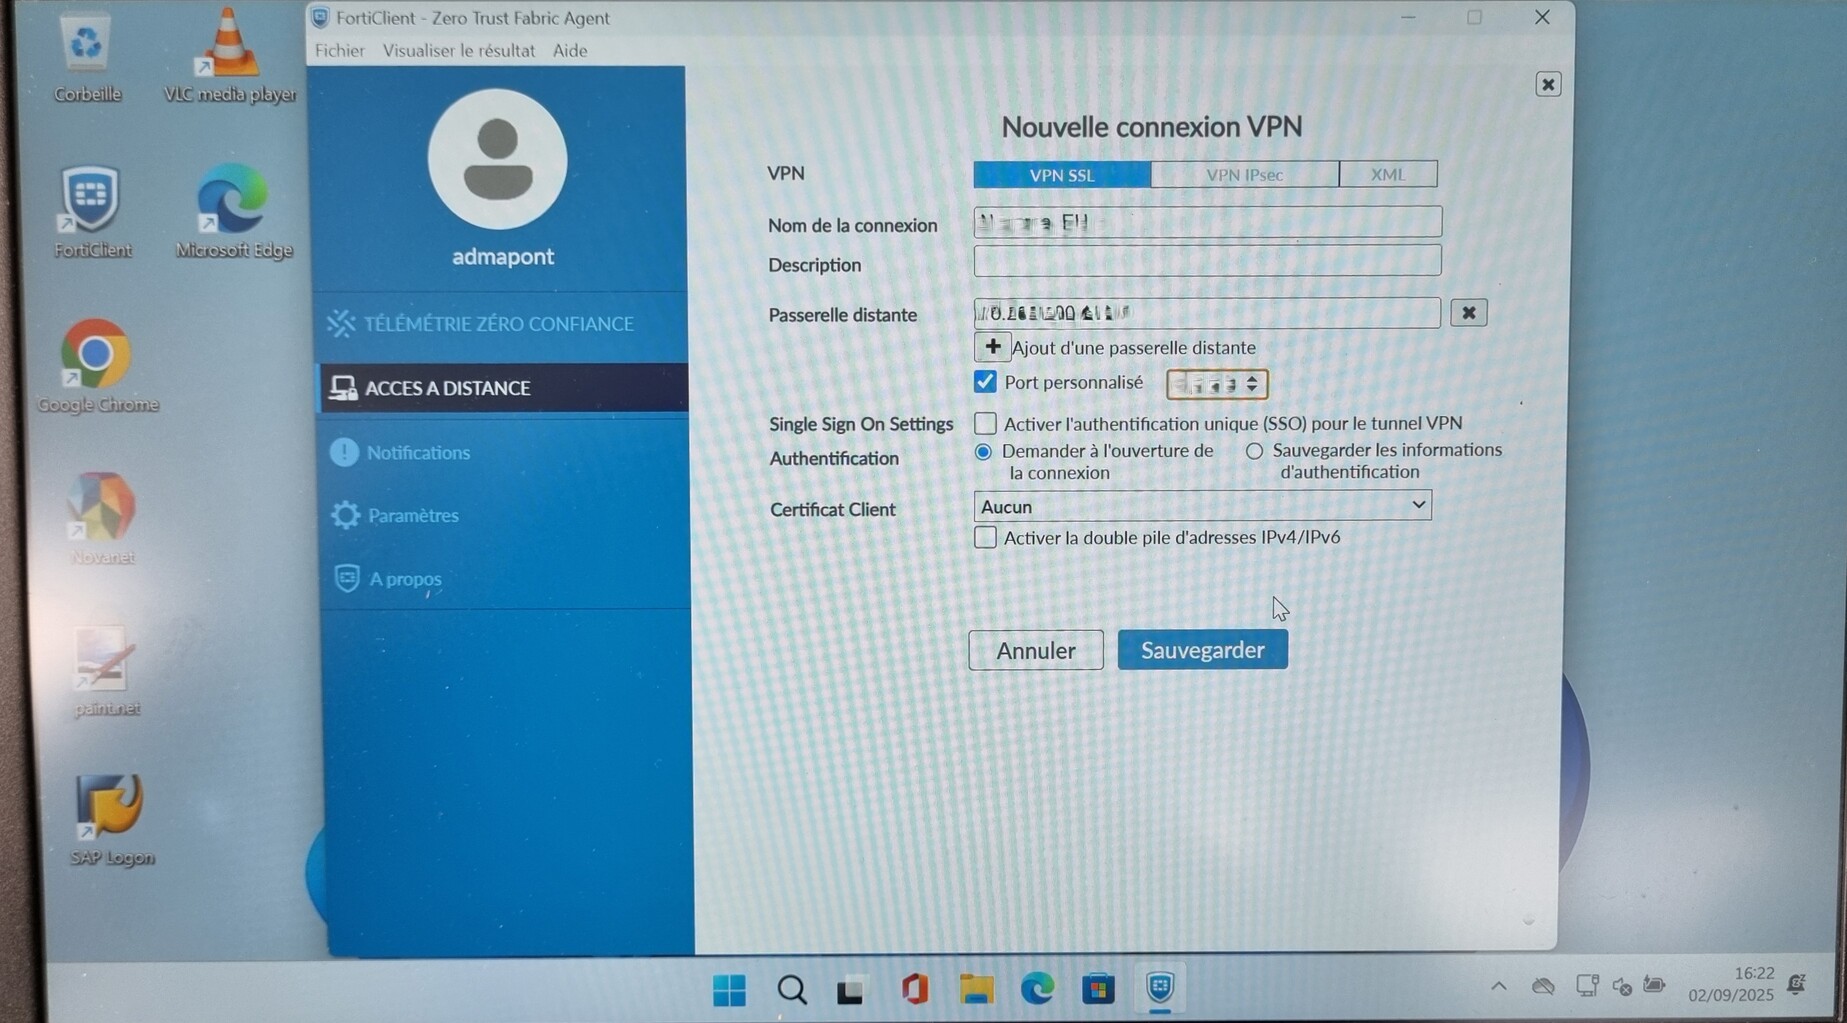 FortiClient - Zero Trust Fabric Agent
Fichier Visualiser le résultat Aide
Corbeille
VLC media player
FortiClient
Microsoft Edge
Google Chrome
Novanet
paint.net
SAP Logon
admapont
TÉLÉMÉTRIE ZÉRO CONFIANCE
ACCES A DISTANCE
Notifications
Paramètres
A propos
Nouvelle connexion VPN
VPN VPN SSL VPN IPsec XML
Nom de la connexion
Description
Passerelle distante
Ajout d'une passerelle distante
Port personnalisé
Single Sign On Settings Activer l'authentification unique (SSO) pour le tunnel VPN
Authentification
Demander à l'ouverture de
la connexion
Sauvegarder les informations
d'authentification
Certificat Client Aucun
Activer la double pile d'adresses IPv4/IPv6
Annuler Sauvegarder
16:22
02/09/2025